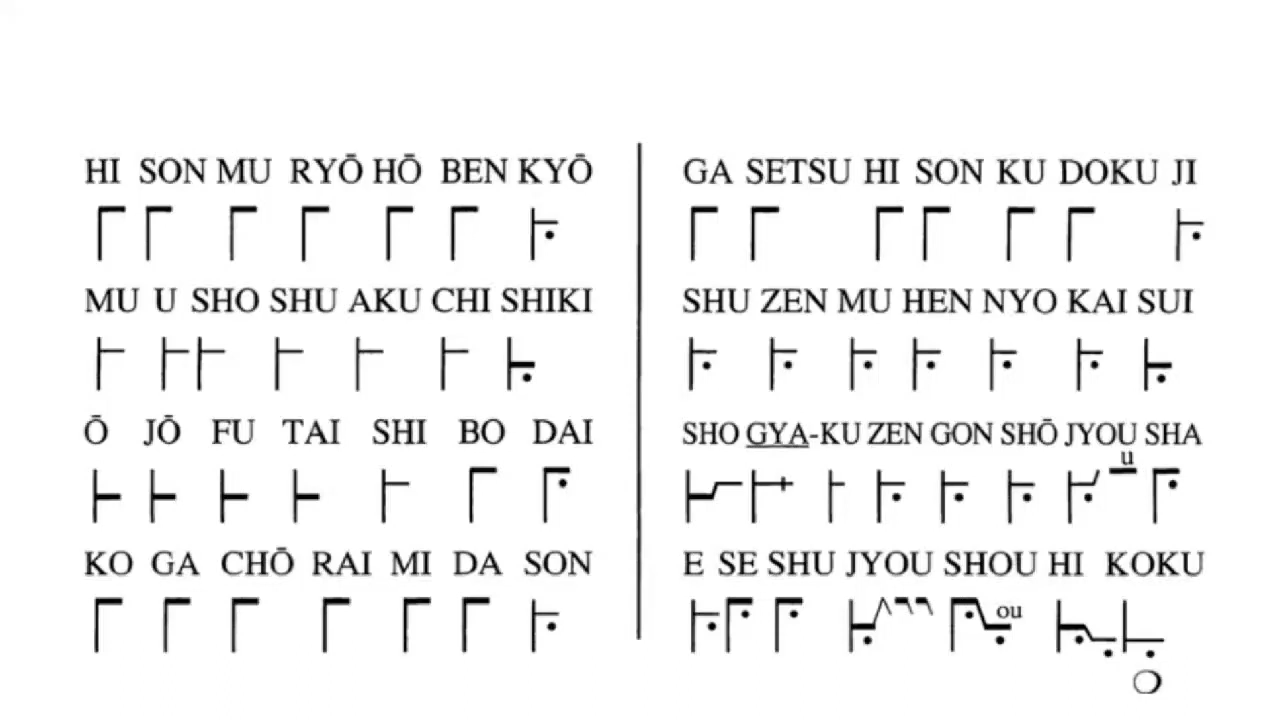 HI SON MU RYŌ HŌ BEN KYŌ
MU U SHO SHU AKU CHI SHIKI
Ō JŌ FU TAI SHI BO DAI
KO GA CHŌ RAI MI DA SON
GA SETSU HI SON KU DOKU JI
SHU ZEN MU HEN NYO KAI SUI
SHO GYA-KU ZEN GON SHŌ JYOU SHA
u
E SE SHU JYOU SHOU HI KOKU
ou